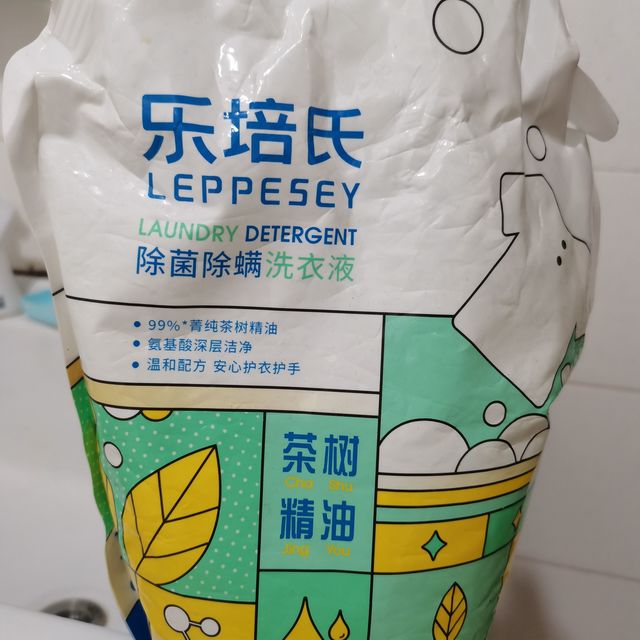 乐培氏
LEPPESEY
LAUNDRY DETERGENT
除菌除螨洗衣液
99%*菁纯茶树精油
氨基酸深层洁净
温和配方 安心护衣护手
茶树
Cha Shu
精油
Jing You